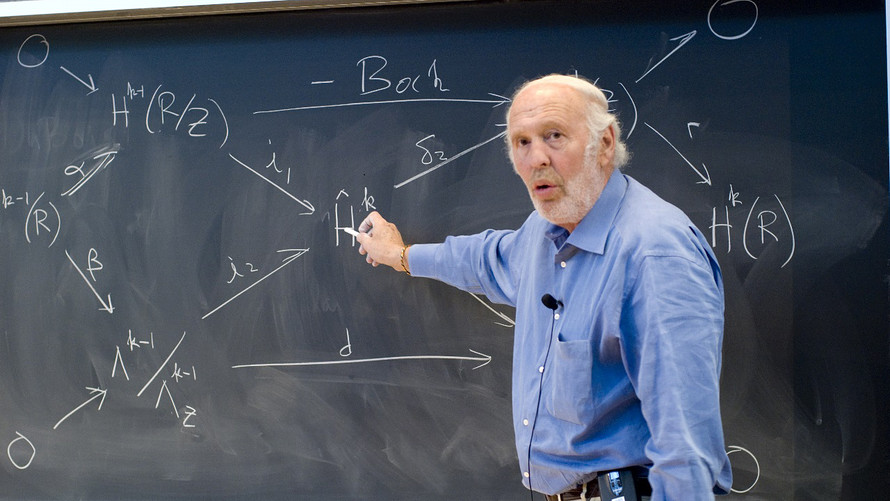 0 0
− Bock
H^{k-1}(R/Z)
r
α i₁ δ₂
^{k-1}(R) Ĥ^k H^k(R)
β i₂
d
Λ^{k-1}/Λ^{k-1}_Z
0 0